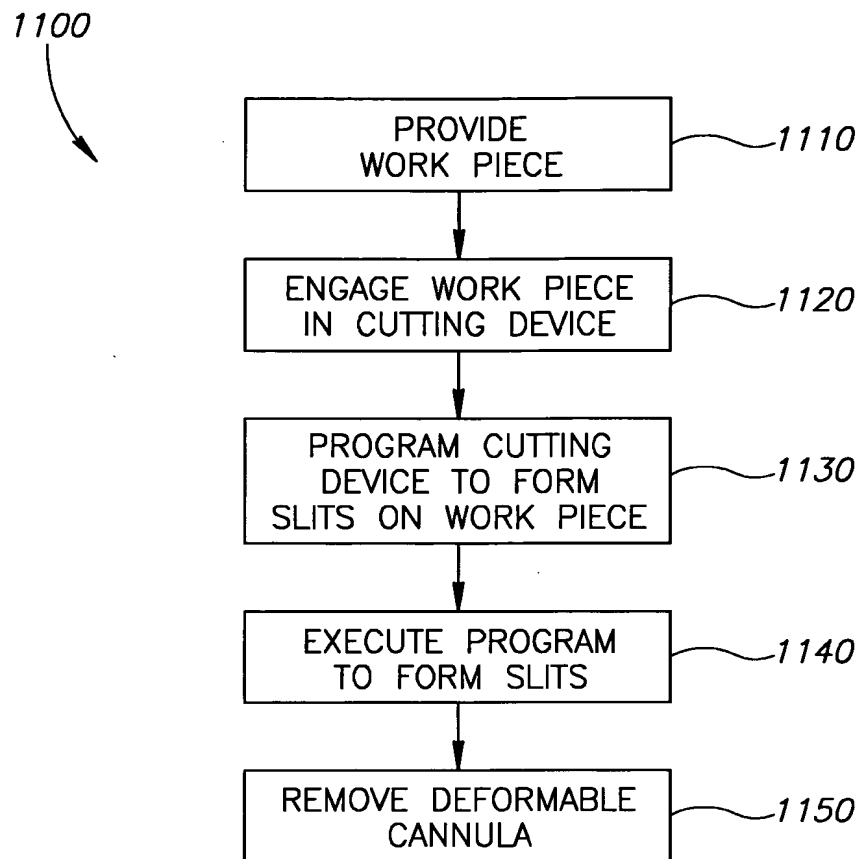 1100
PROVIDE
WORK PIECE
1110
ENGAGE WORK PIECE
IN CUTTING DEVICE
1120
PROGRAM CUTTING
DEVICE TO FORM
SLITS ON WORK PIECE
1130
EXECUTE PROGRAM
TO FORM SLITS
1140
REMOVE DEFORMABLE
CANNULA
1150